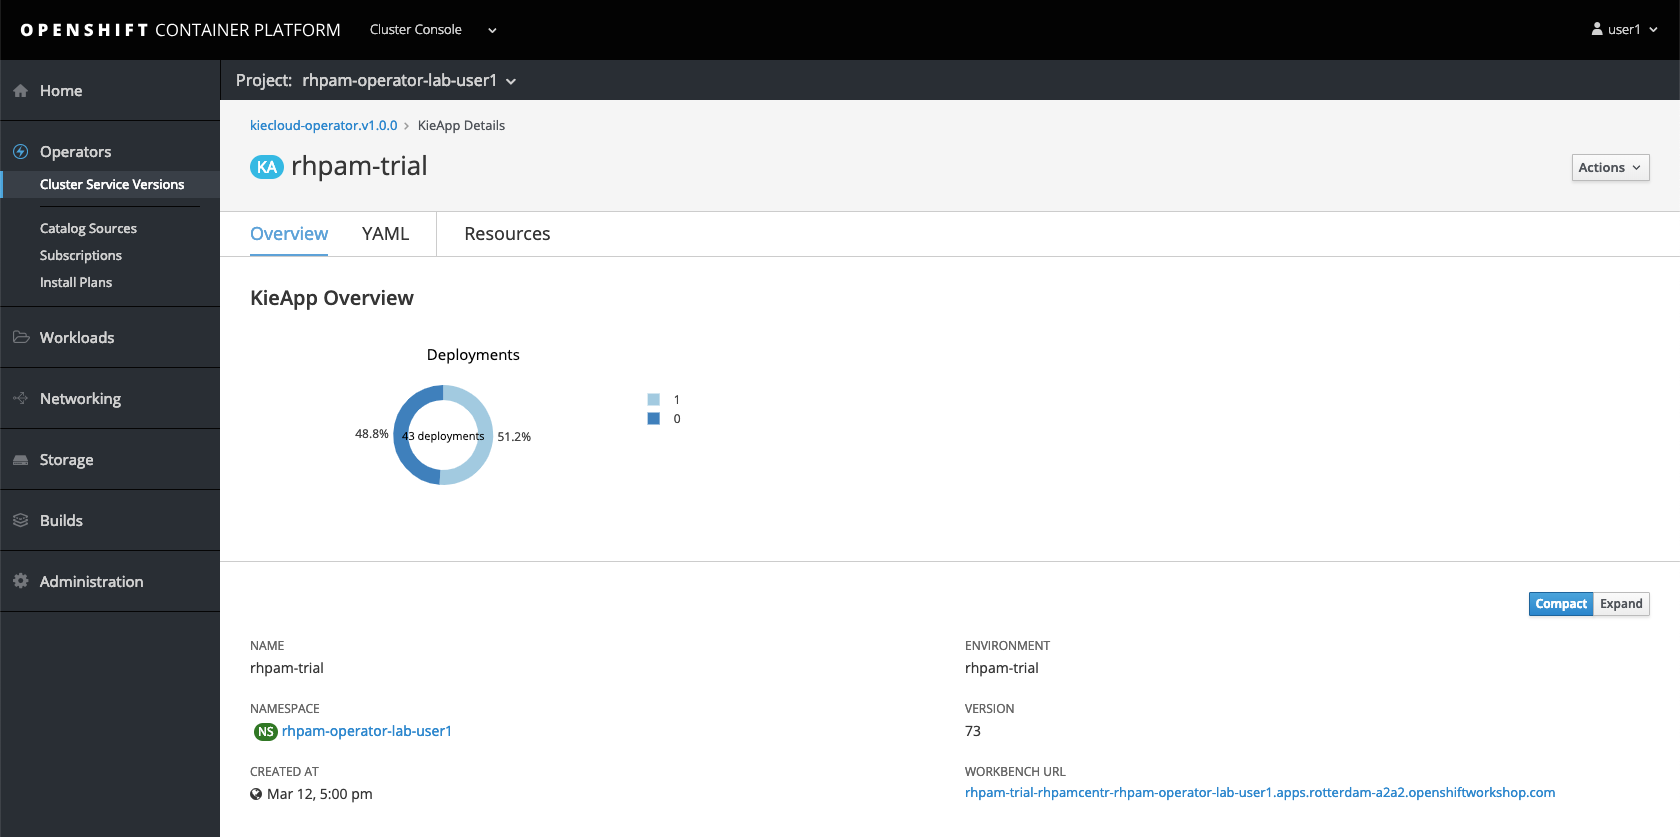 OPENSHIFT CONTAINER PLATFORM Cluster Console user1
Project: rhpam-operator-lab-user1
Home
Operators
Cluster Service Versions
Catalog Sources
Subscriptions
Install Plans
Workloads
Networking
Storage
Builds
Administration
kiecloud-operator.v1.0.0 > KieApp Details
KA rhpam-trial
Actions
Overview YAML Resources
KieApp Overview
Deployments
48.8% 43 deployments 51.2%
1
0
Compact Expand
NAME
rhpam-trial
NAMESPACE
NS rhpam-operator-lab-user1
CREATED AT
Mar 12, 5:00 pm
ENVIRONMENT
rhpam-trial
VERSION
73
WORKBENCH URL
rhpam-trial-rhpamcentr-rhpam-operator-lab-user1.apps.rotterdam-a2a2.openshiftworkshop.com